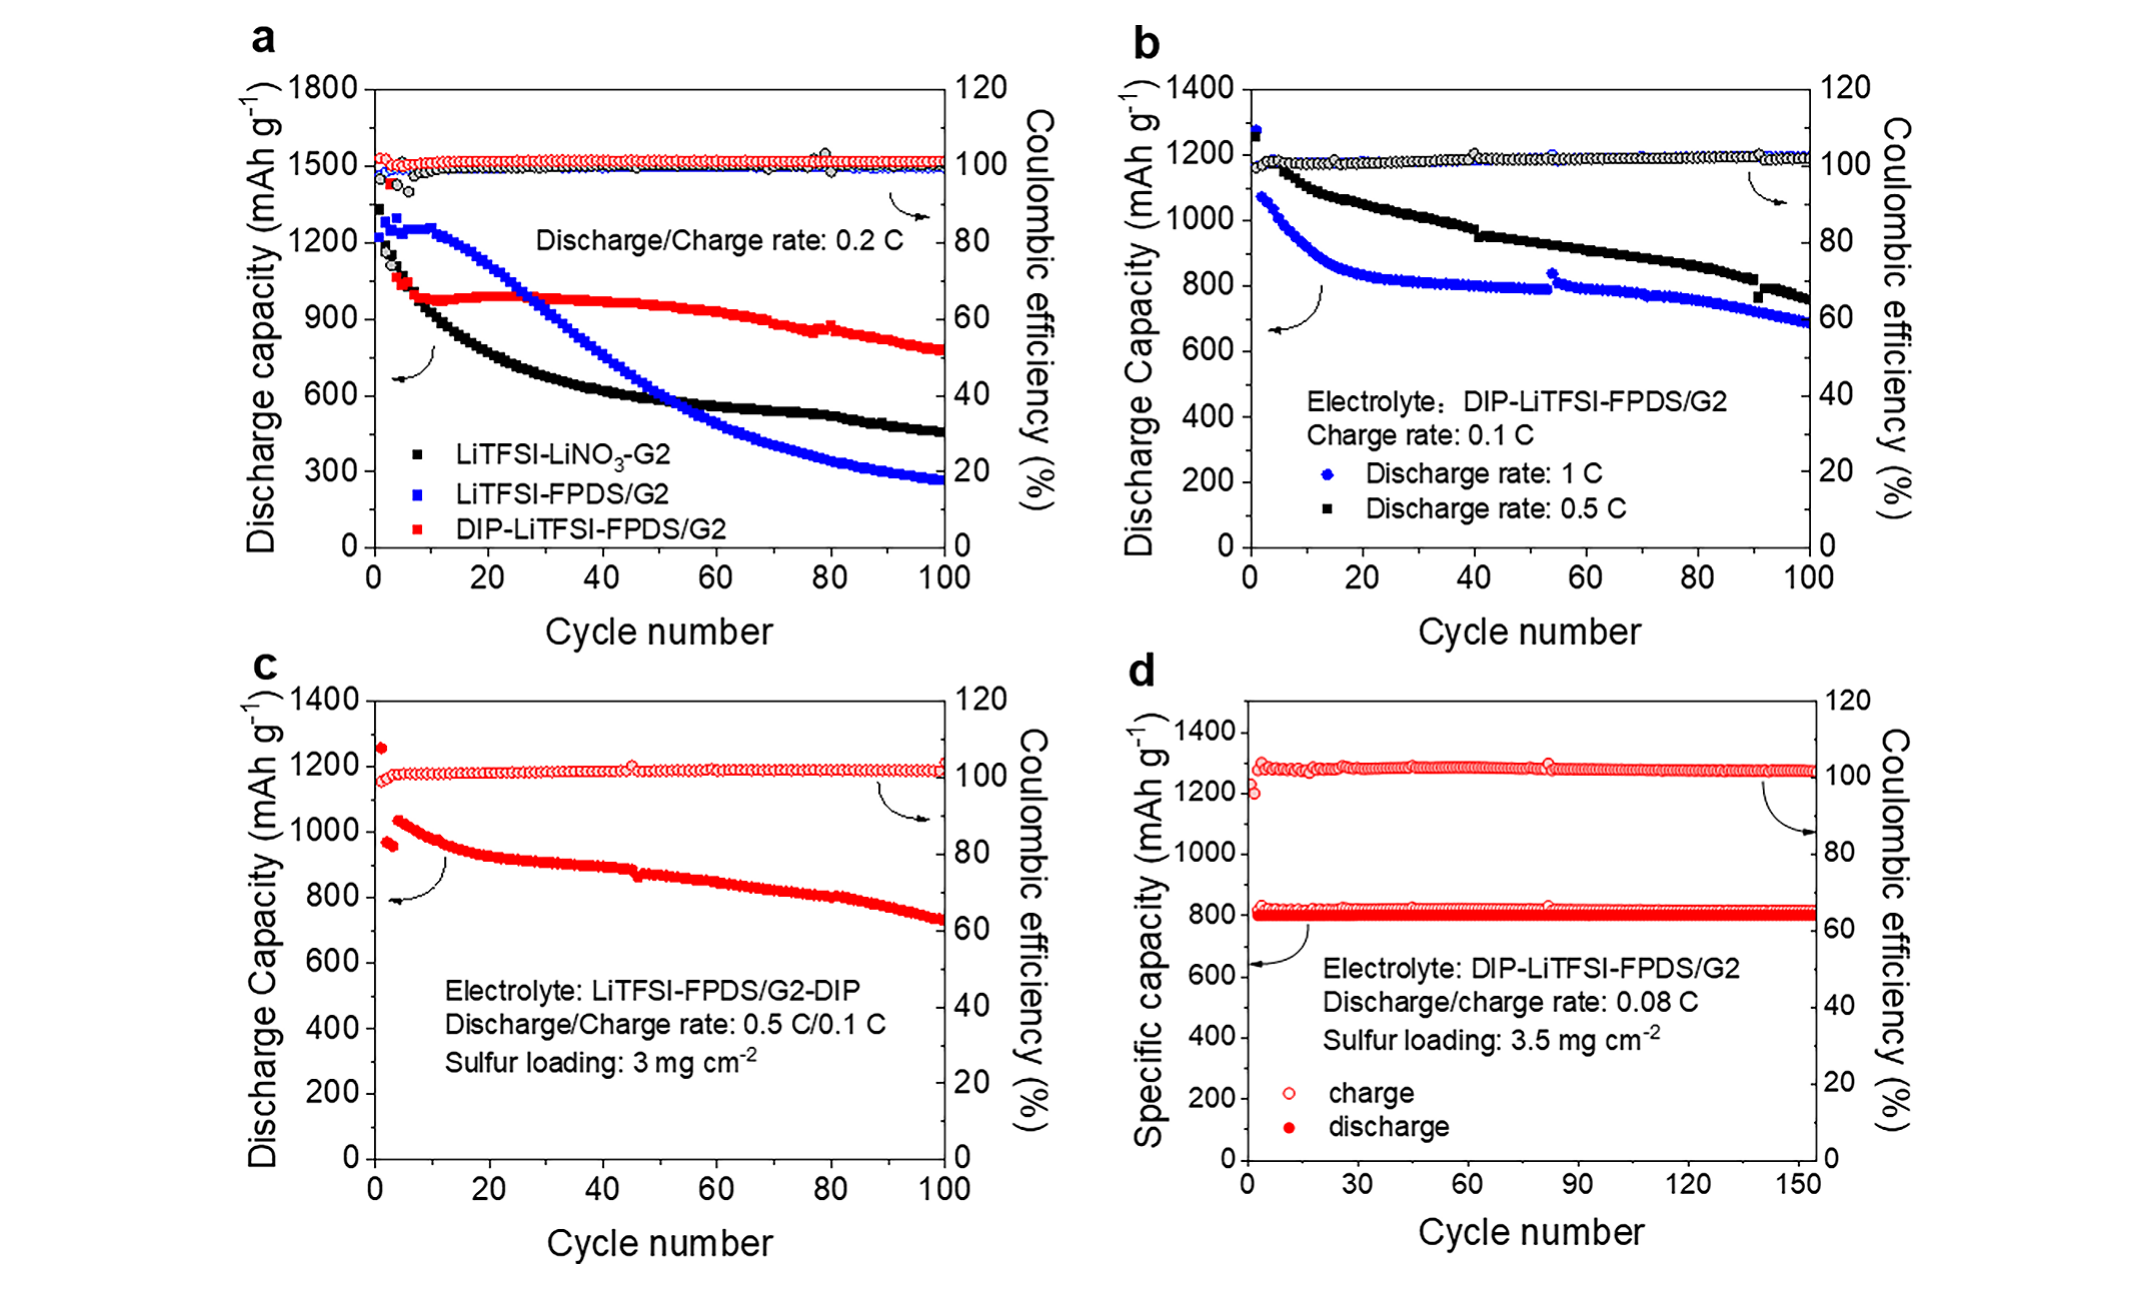 a
1800
1500
1200
900
600
300
0
120
100
80
60
40
20
0
0 20 40 60 80 100
Discharge capacity (mAh g⁻¹)
Coulombic efficiency (%)
Cycle number
Discharge/Charge rate: 0.2 C
LiTFSI-LiNO₃-G2
LiTFSI-FPDS/G2
DIP-LiTFSI-FPDS/G2
b
1400
1200
1000
800
600
400
200
0
120
100
80
60
40
20
0
0 20 40 60 80 100
Discharge Capacity (mAh g⁻¹)
Coulombic efficiency (%)
Cycle number
Electrolyte：DIP-LiTFSI-FPDS/G2
Charge rate: 0.1 C
Discharge rate: 1 C
Discharge rate: 0.5 C
c
1400
1200
1000
800
600
400
200
0
120
100
80
60
40
20
0
0 20 40 60 80 100
Discharge Capacity (mAh g⁻¹)
Coulombic efficiency (%)
Cycle number
Electrolyte: LiTFSI-FPDS/G2-DIP
Discharge/Charge rate: 0.5 C/0.1 C
Sulfur loading: 3 mg cm⁻²
d
1400
1200
1000
800
600
400
200
0
120
100
80
60
40
20
0
0 30 60 90 120 150
Specific capacity (mAh g⁻¹)
Coulombic efficiency (%)
Cycle number
Electrolyte: DIP-LiTFSI-FPDS/G2
Discharge/charge rate: 0.08 C
Sulfur loading: 3.5 mg cm⁻²
charge
discharge